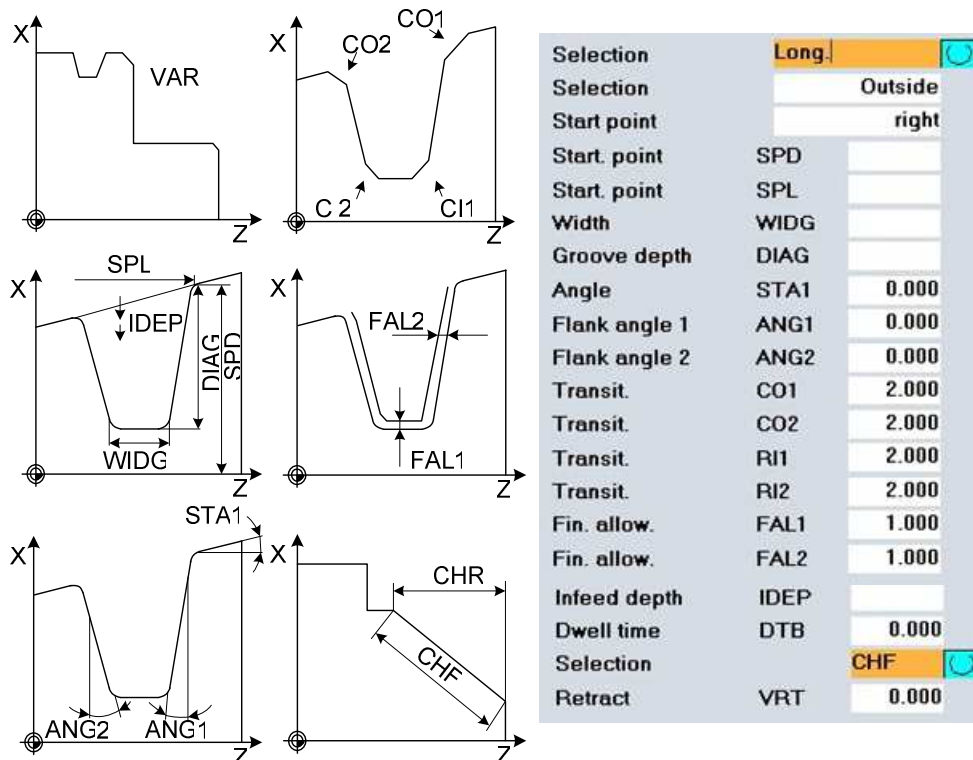 X
VAR
Z
X
CO2
CO1
C 2
CI1
Z
X
SPL
IDEP
DIAG
SPD
WIDG
Z
X
FAL2
FAL1
Z
X
STA1
ANG2
ANG1
Z
X
CHR
CHF
Z
Selection Long.
Selection Outside
Start point right
Start. point SPD
Start. point SPL
Width WIDG
Groove depth DIAG
Angle STA1 0.000
Flank angle 1 ANG1 0.000
Flank angle 2 ANG2 0.000
Transit. CO1 2.000
Transit. CO2 2.000
Transit. RI1 2.000
Transit. RI2 2.000
Fin. allow. FAL1 1.000
Fin. allow. FAL2 1.000
Infeed depth IDEP
Dwell time DTB 0.000
Selection CHF
Retract VRT 0.000